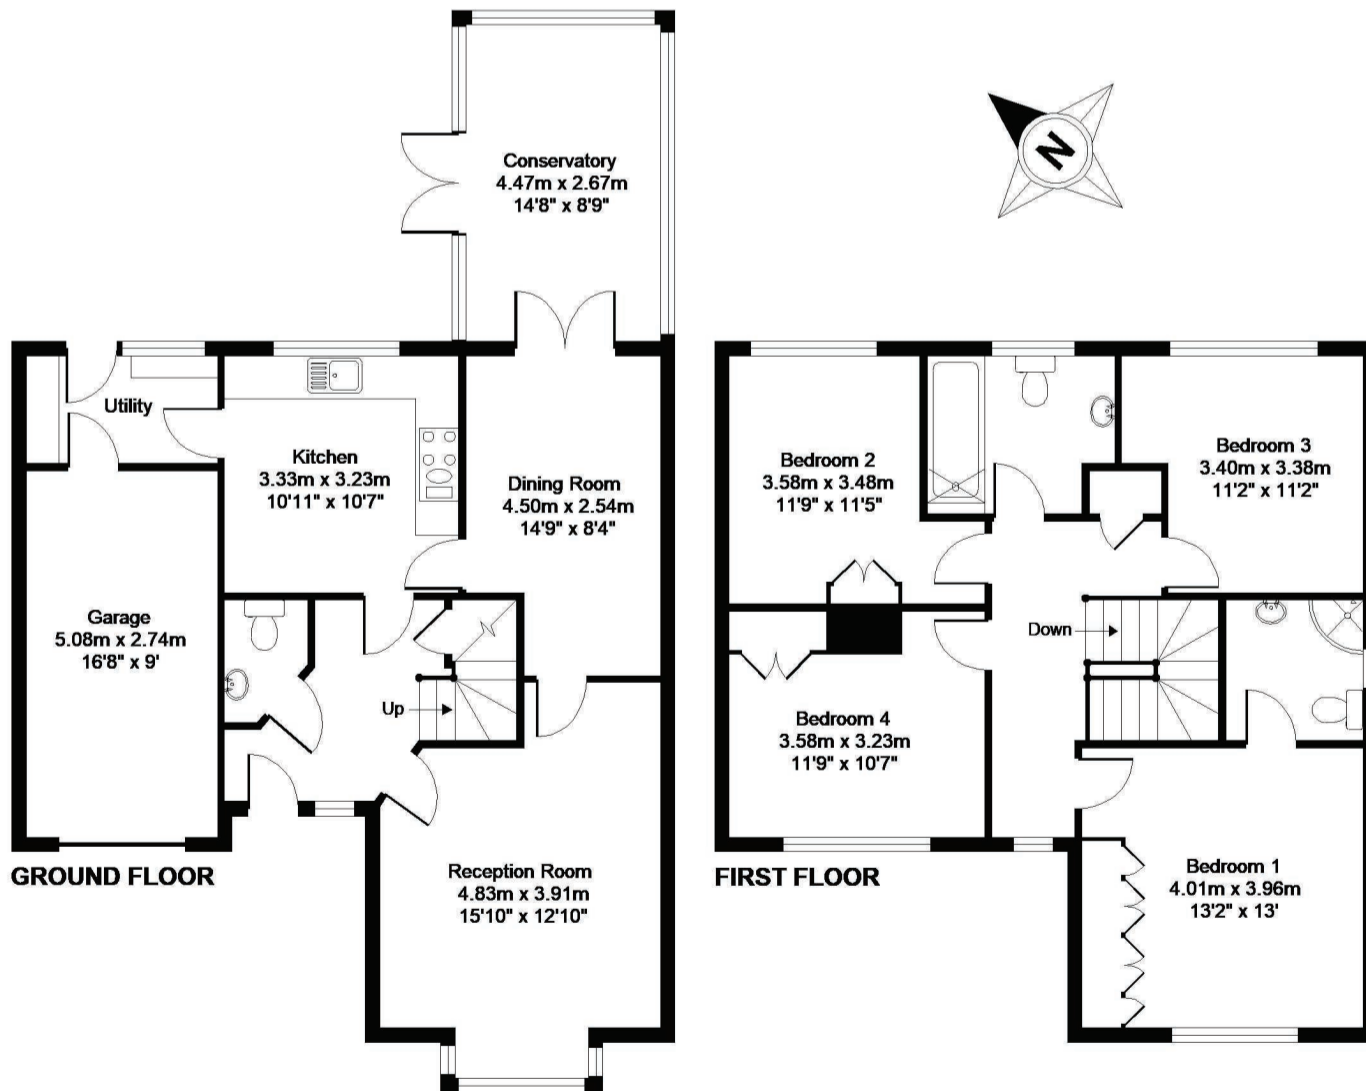 Conservatory
4.47m x 2.67m
14'8" x 8'9"
N
Utility
Kitchen
3.33m x 3.23m
10'11" x 10'7"
Dining Room
4.50m x 2.54m
14'9" x 8'4"
Garage
5.08m x 2.74m
16'8" x 9'
Up
Reception Room
4.83m x 3.91m
15'10" x 12'10"
GROUND FLOOR
Bedroom 2
3.58m x 3.48m
11'9" x 11'5"
Bedroom 3
3.40m x 3.38m
11'2" x 11'2"
Down
Bedroom 4
3.58m x 3.23m
11'9" x 10'7"
Bedroom 1
4.01m x 3.96m
13'2" x 13'
FIRST FLOOR